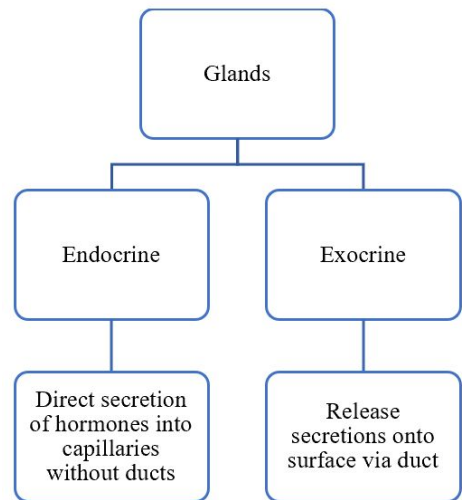 Glands
Endocrine
Exocrine
Direct secretion
of hormones into
capillaries
without ducts
Release
secretions onto
surface via duct